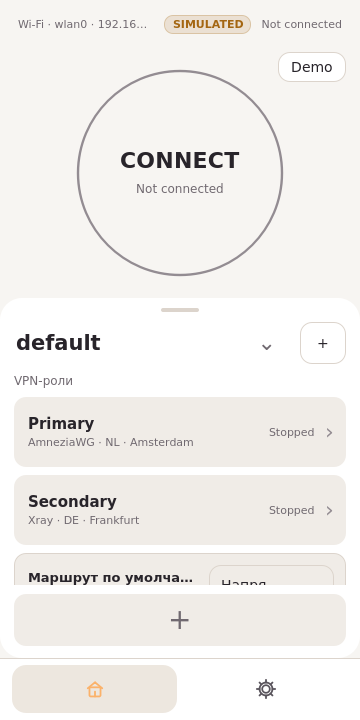 Wi-Fi · wlan0 · 192.16… SIMULATED Not connected
Demo
CONNECT
Not connected
default
+
VPN-роли
Primary
AmneziaWG · NL · Amsterdam
Stopped
Secondary
Xray · DE · Frankfurt
Stopped
Маршрут по умолча…
Напря
+